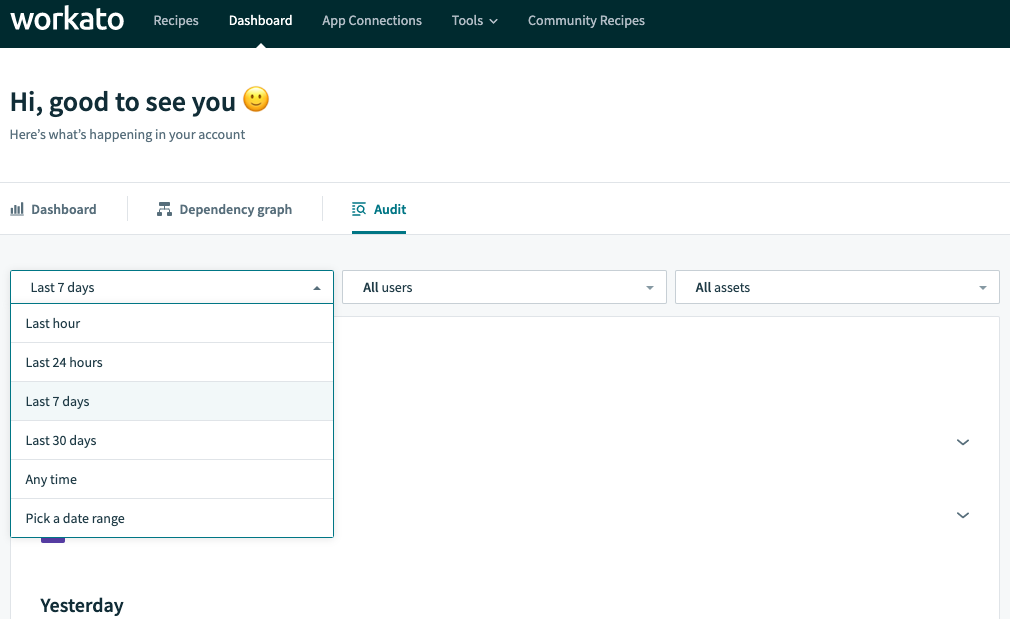 workato Recipes Dashboard App Connections Tools Community Recipes
Hi, good to see you
Here's what's happening in your account
Dashboard Dependency graph Audit
Last 7 days All users All assets
Last hour
Last 24 hours
Last 7 days
Last 30 days
Any time
Pick a date range
Yesterday